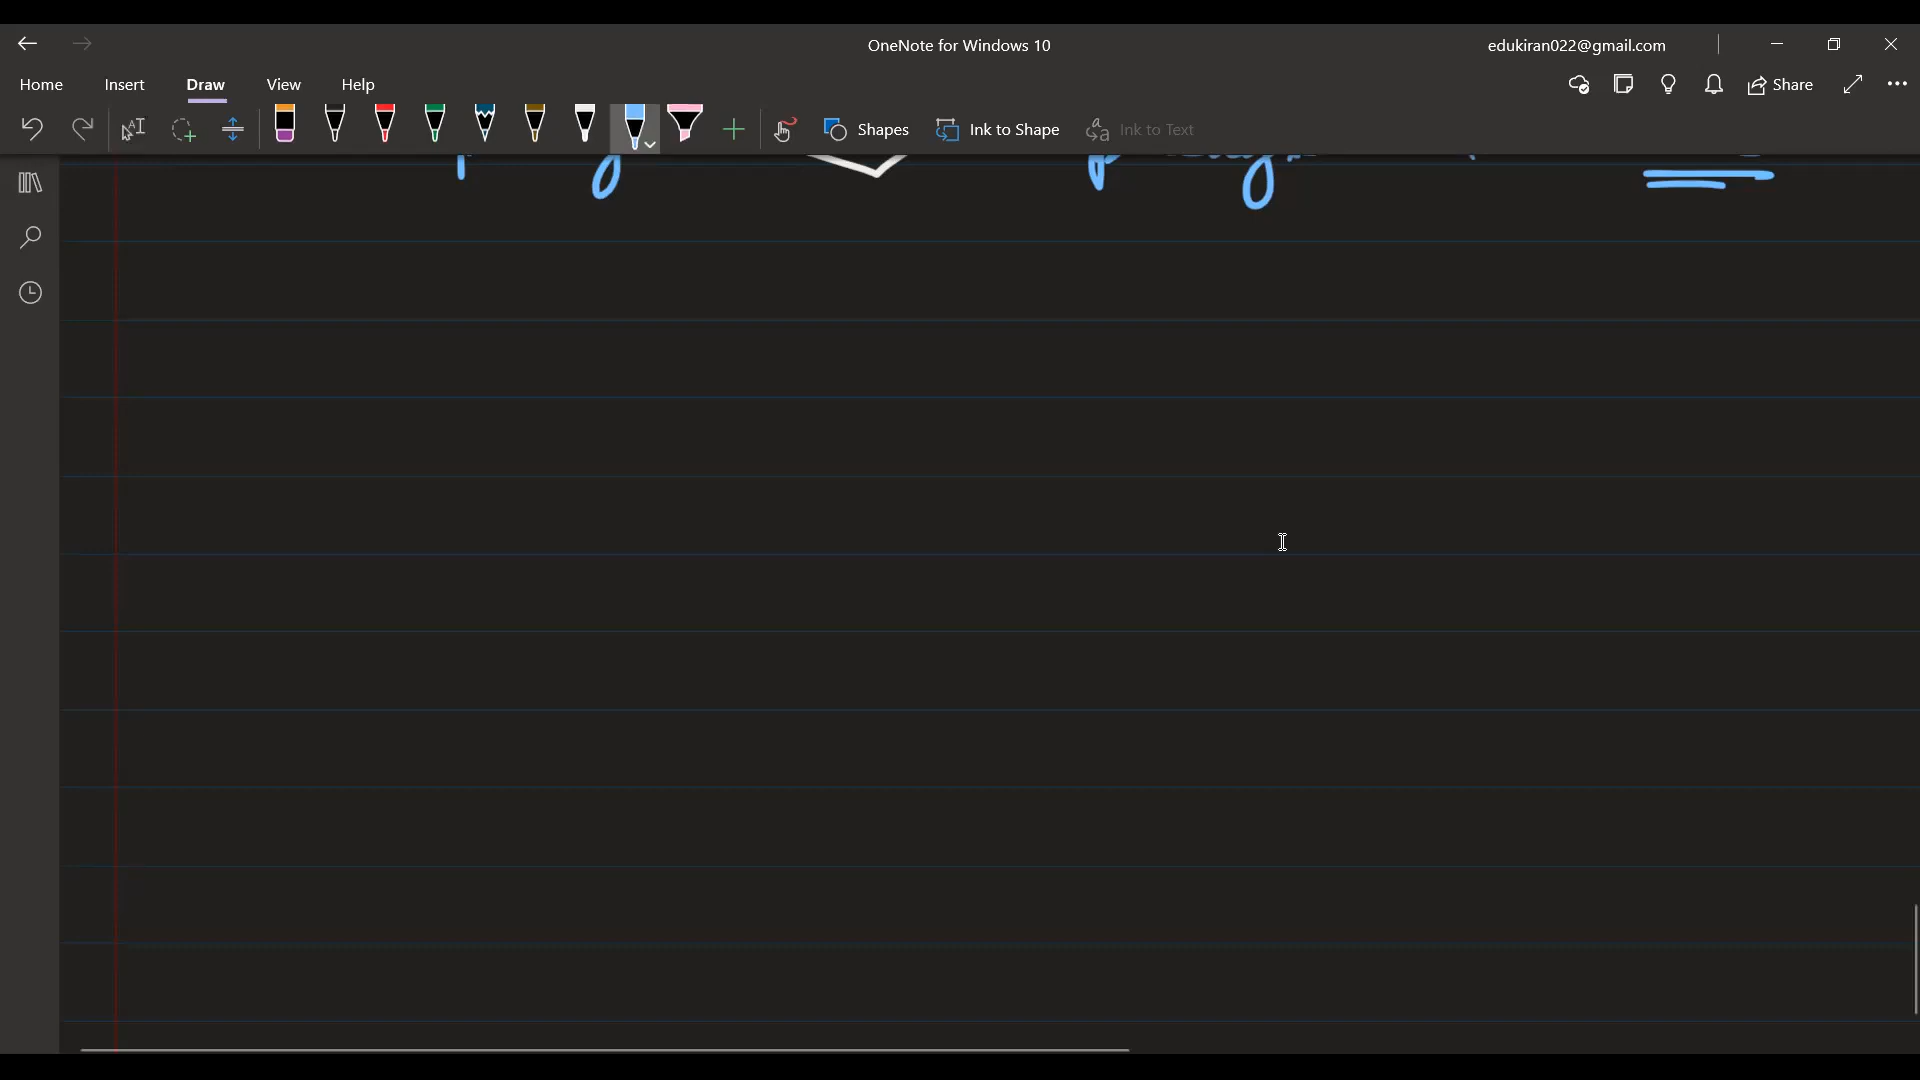 OneNote for Windows 10
edukiran022@gmail.com
Home Insert Draw View Help
Share
Shapes
Ink to Shape
Ink to Text